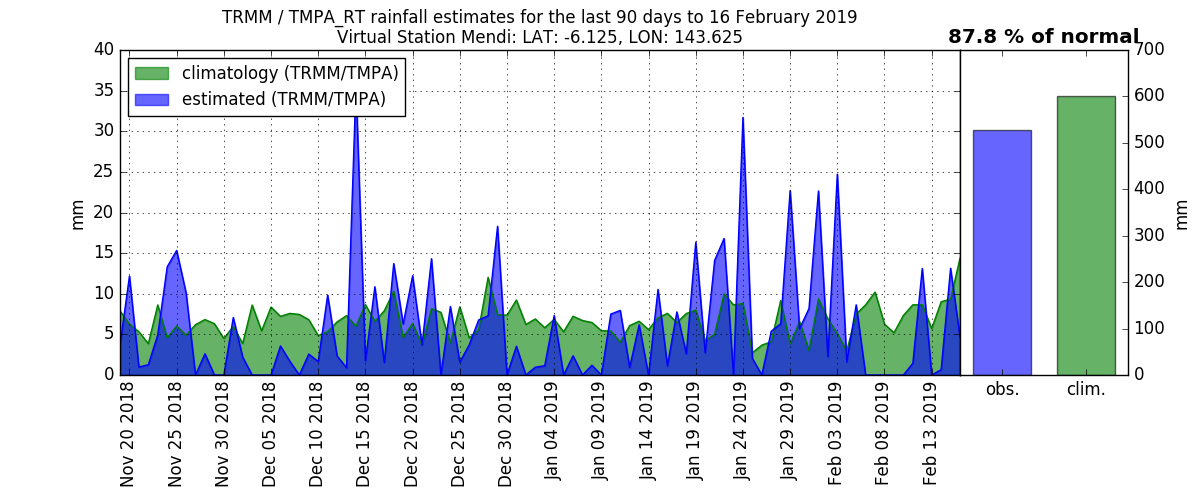 TRMM / TMPA_RT rainfall estimates for the last 90 days to 16 February 2019
Virtual Station Mendi: LAT: -6.125, LON: 143.625
87.8 % of normal
climatology (TRMM/TMPA)
estimated (TRMM/TMPA)
mm
40
35
30
25
20
15
10
5
0
Nov 20 2018
Nov 25 2018
Nov 30 2018
Dec 05 2018
Dec 10 2018
Dec 15 2018
Dec 20 2018
Dec 25 2018
Dec 30 2018
Jan 04 2019
Jan 09 2019
Jan 14 2019
Jan 19 2019
Jan 24 2019
Jan 29 2019
Feb 03 2019
Feb 08 2019
Feb 13 2019
obs.
clim.
700
600
500
400
300
200
100
0
mm